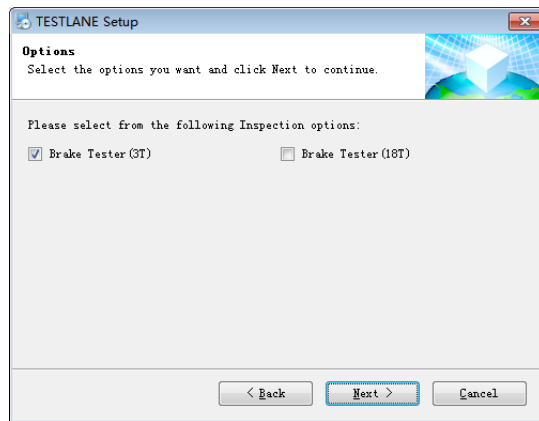 TESTLANE Setup
Options
Select the options you want and click Next to continue.
Please select from the following Inspection options:
Brake Tester(3T) Brake Tester(18T)
< Back Next > Cancel